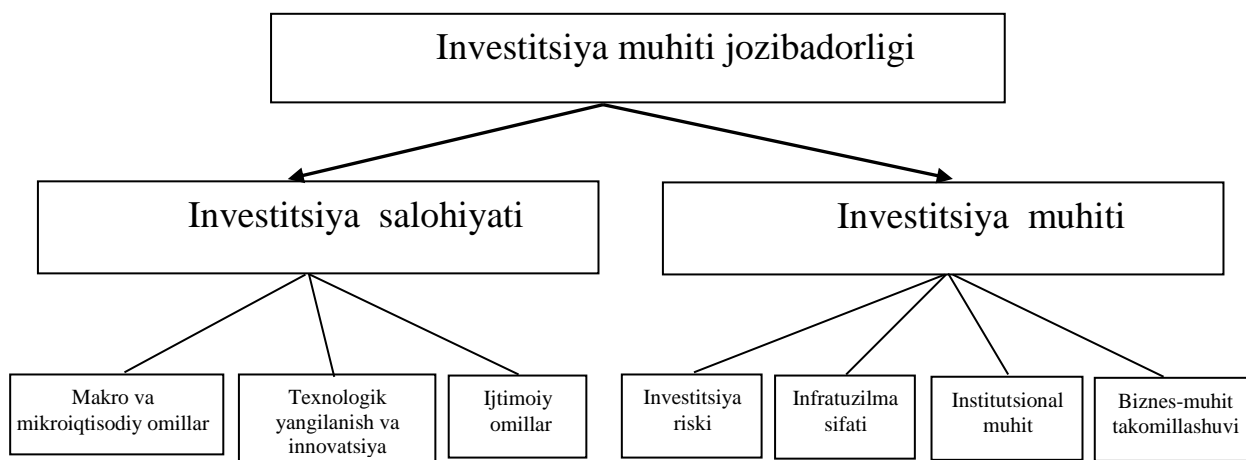 Investitsiya muhiti jozibadorligi
Investitsiya salohiyati
Investitsiya muhiti
Makro va
mikroiqtisodiy omillar
Texnologik
yangilanish va
innovatsiya
Ijtimoiy
omillar
Investitsiya
riski
Infratuzilma
sifati
Institutsional
muhit
Biznes-muhit
takomillashuvi